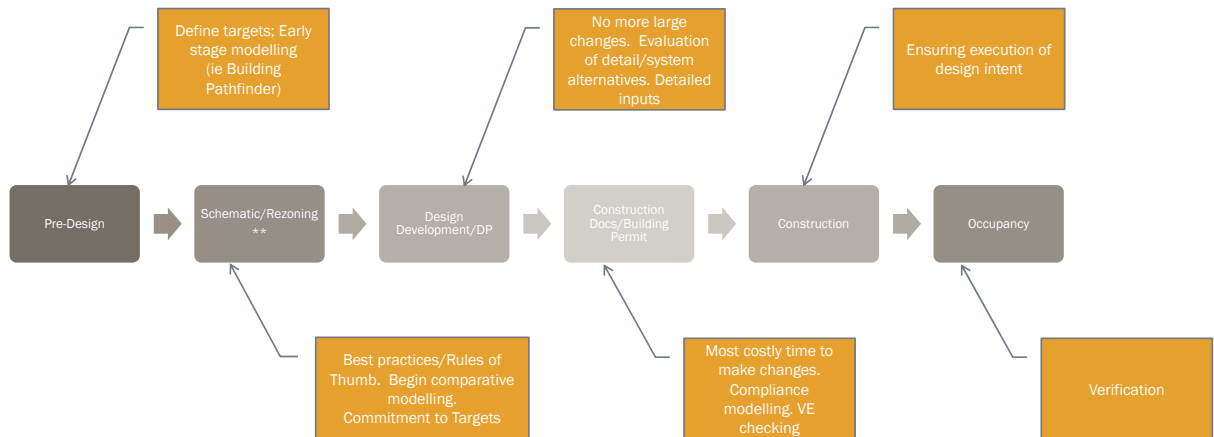 Define targets; Early
stage modelling
(ie Building
Pathfinder)
No more large
changes.  Evaluation
of detail/system
alternatives. Detailed
inputs
Ensuring execution of
design intent
Pre-Design
Schematic/Rezoning
**
Design
Development/DP
Construction
Docs/Building
Permit
Construction
Occupancy
Best practices/Rules of
Thumb.  Begin comparative
modelling.
Commitment to Targets
Most costly time to
make changes.
Compliance
modelling. VE
checking
Verification